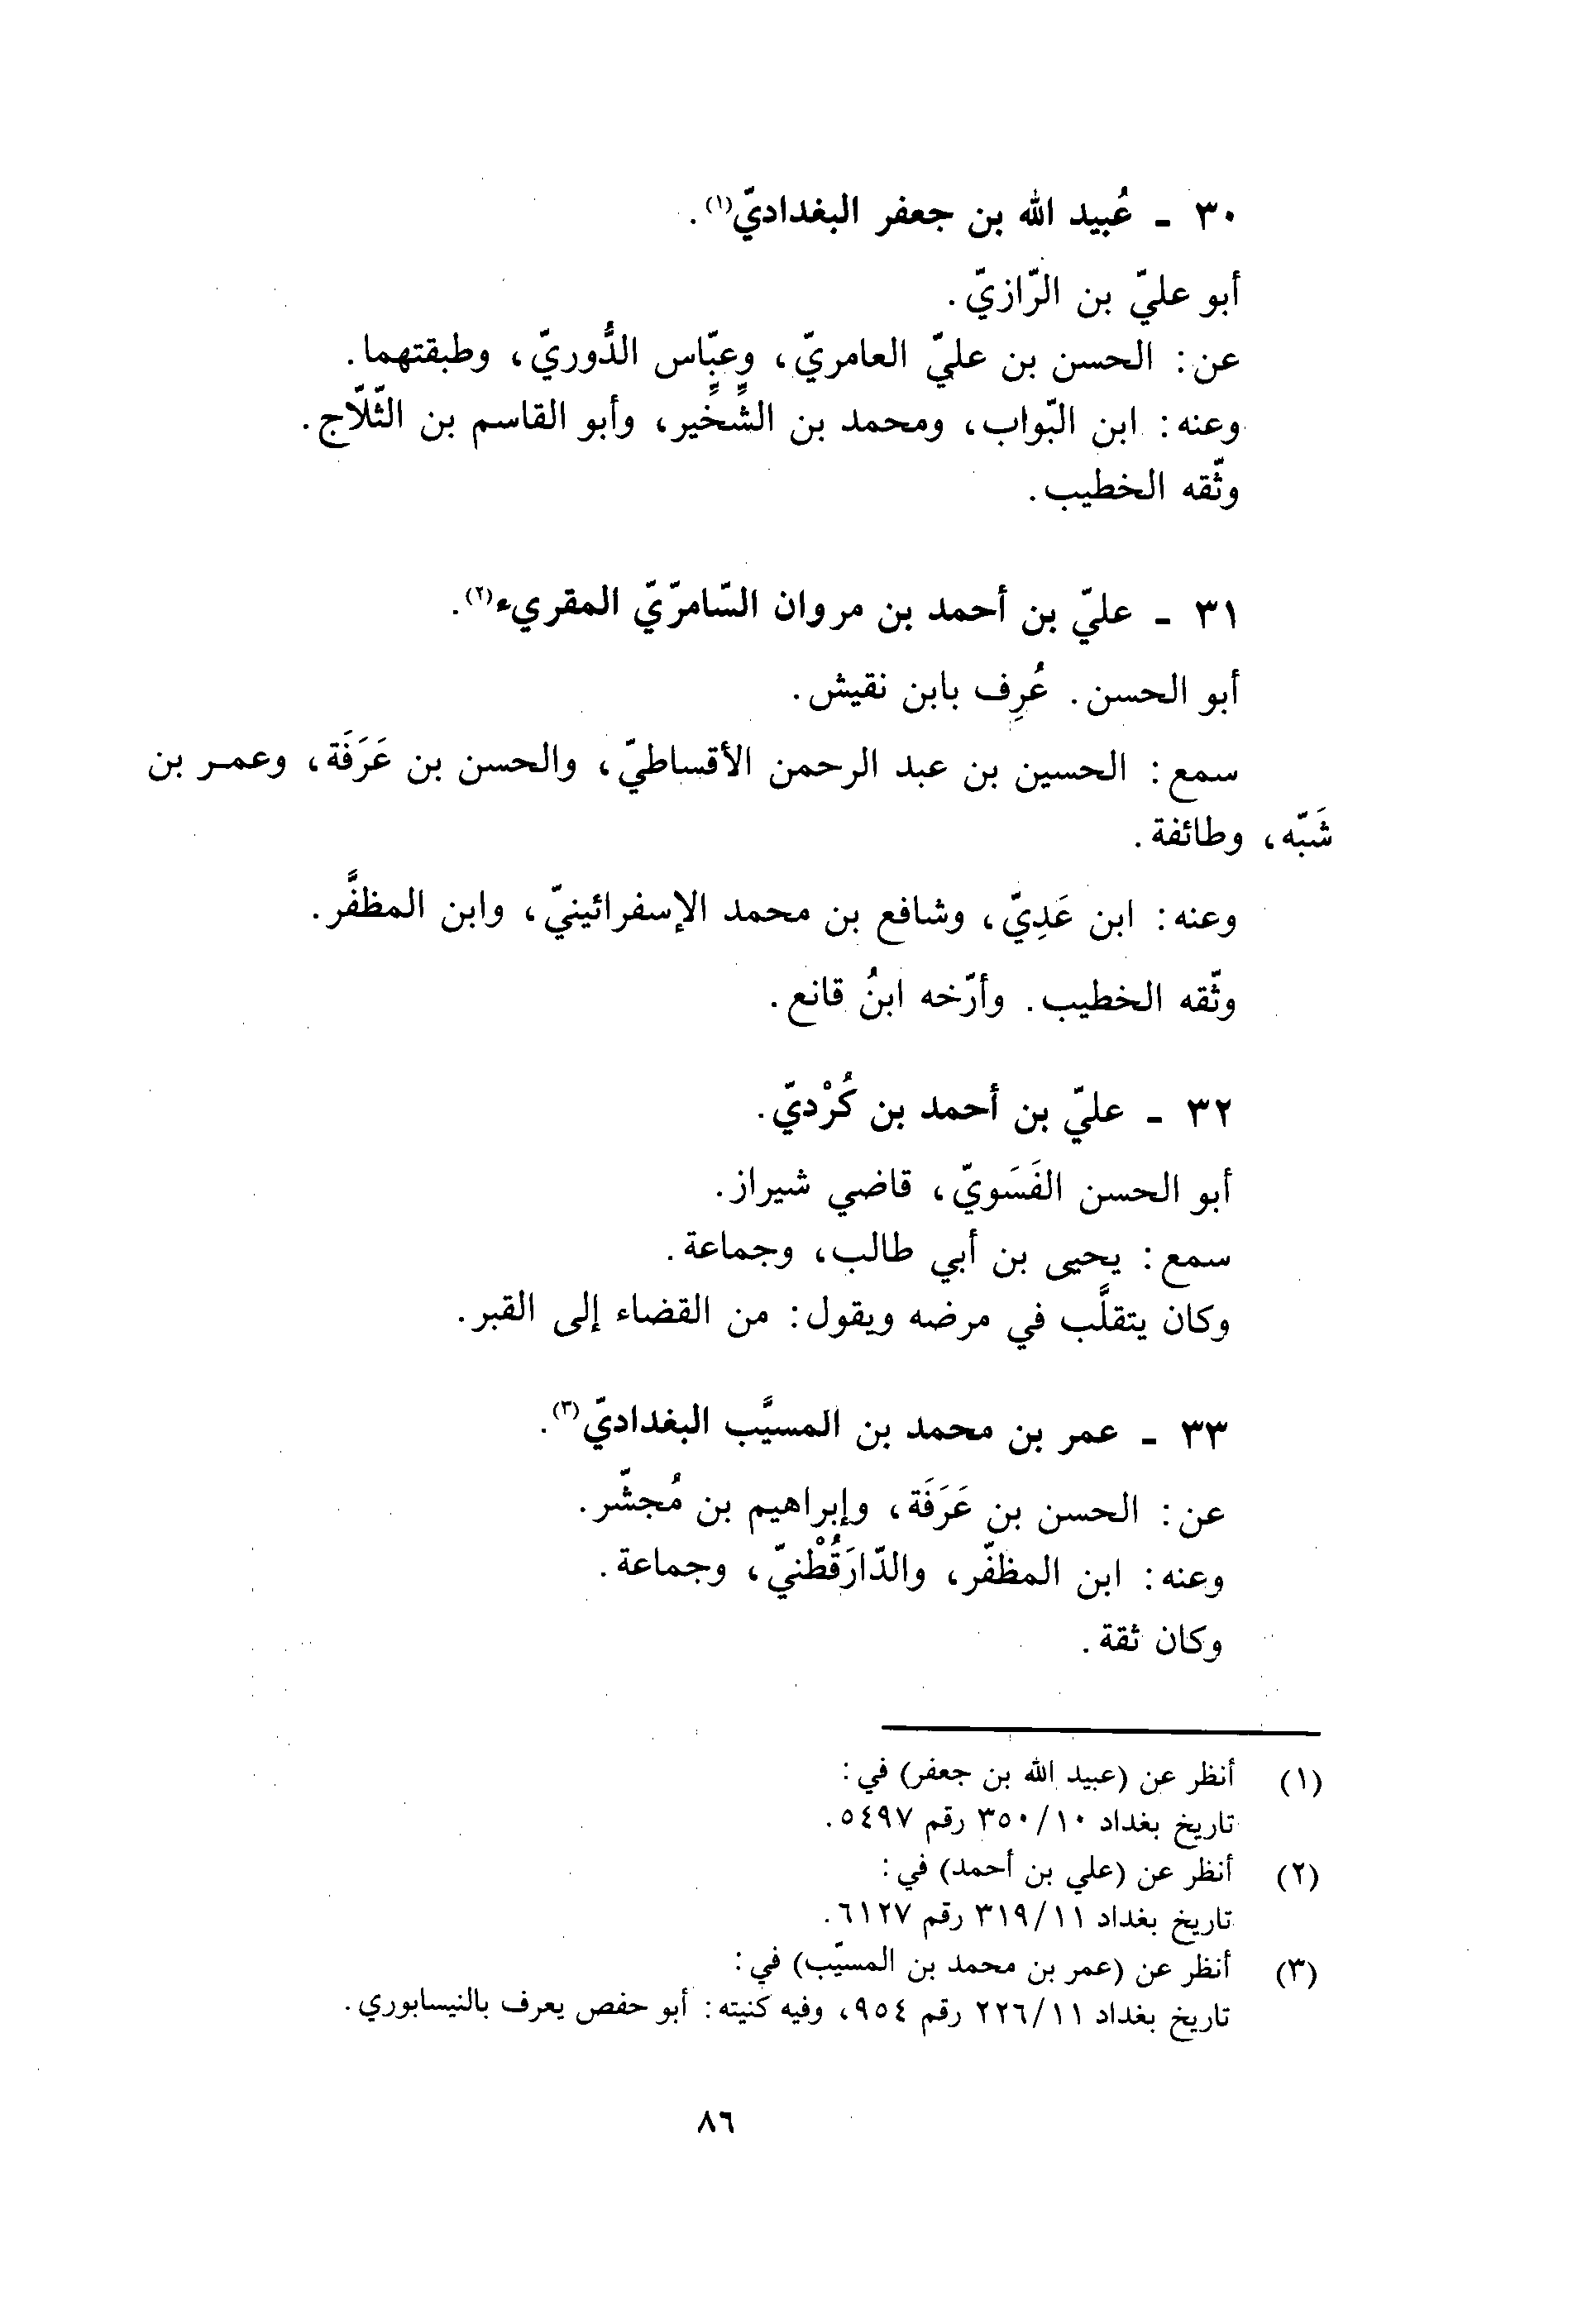 ٣٠ ـ عُبيد الله بن جعفر البغداديّ(١).
أبو عليّ بن الرّازيّ.
عن: الحسن بن عليّ العامريّ، وعبّاس الدُّوريّ، وطبقتهما.
وعنه: ابن البّواب، ومحمد بن الشِّخِّير، وأبو القاسم بن الثّلّاج.
وثّقه الخطيب.
٣١ ـ عليّ بن أحمد بن مروان السّامرّيّ المقريء(٢).
أبو الحسن. عُرِف بابن نقيش.
سمع: الحسين بن عبد الرحمن الأقساطيّ، والحسن بن عَرَفَة، وعمـر بن
شَبّه، وطائفة.
وعنه: ابن عَدِيّ، وشافع بن محمد الإسفرائينيّ، وابن المظفَّر.
وثّقه الخطيب. وأرّخه ابنُ قانع.
٣٢ ـ عليّ بن أحمد بن كُرْديّ.
أبو الحسن الفَسَويّ، قاضي شيراز.
سمع: يحيى بن أبي طالب، وجماعة.
وكان يتقلَّب في مرضه ويقول: من القضاء إلى القبر.
٣٣ ـ عمر بن محمد بن المسيَّب البغداديّ(٣).
عن: الحسن بن عَرَفَة، وإبراهيم بن مُجشّر.
وعنه: ابن المظفّر، والدّارَقُطْنيّ، وجماعة.
وكان ثقة.
(١) أنظر عن (عبيد الله بن جعفر) في:
تاريخ بغداد ١٠/٣٥٠ رقم ٥٤٩٧.
(٢) أنظر عن (علي بن أحمد) في:
تاريخ بغداد ١١/٣١٩ رقم ٦١٢٧.
(٣) أنظر عن (عمر بن محمد بن المسيّب) في:
تاريخ بغداد ١١/٢٢٦ رقم ٩٥٤، وفيه كنيته: أبو حفص يعرف بالنيسابوري.
٨٦